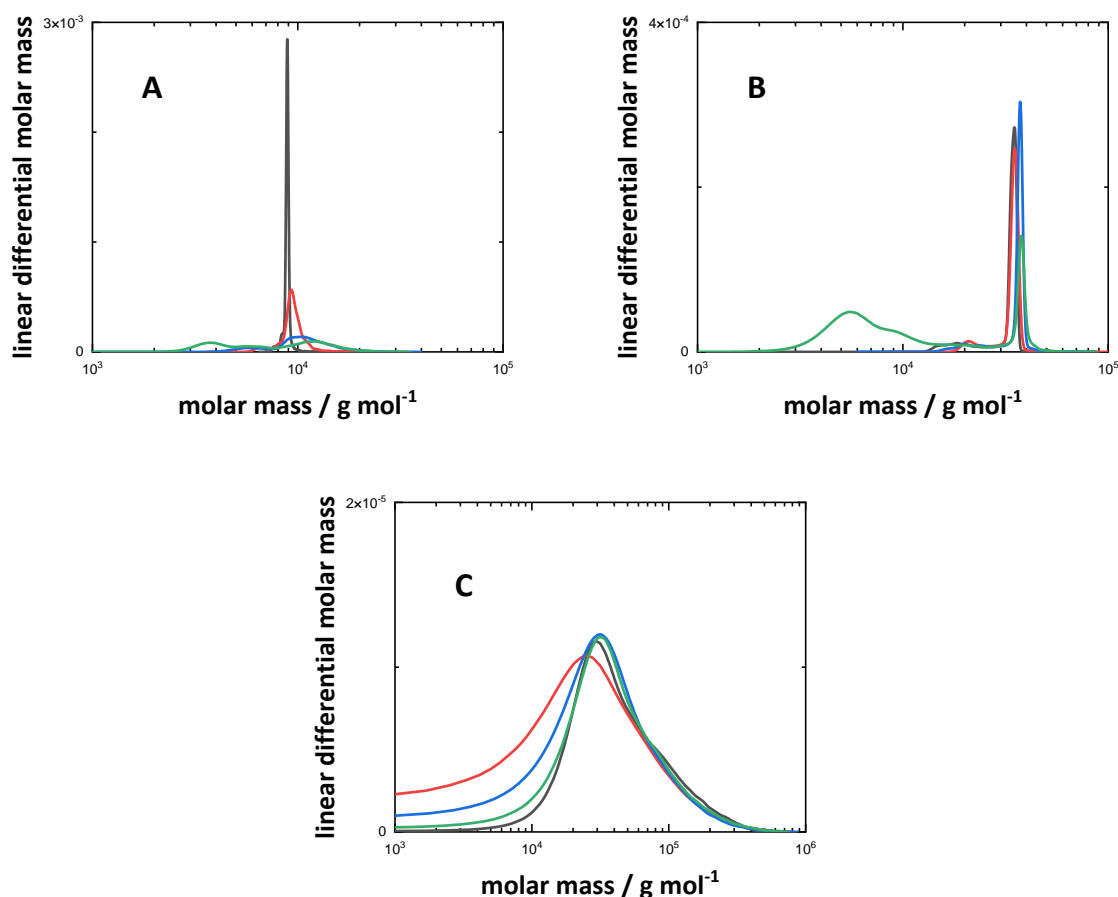 linear differential molar mass
3×10⁻³
0
A
10³
10⁴
10⁵
molar mass / g mol⁻¹
linear differential molar mass
4×10⁻⁴
0
B
10³
10⁴
10⁵
molar mass / g mol⁻¹
linear differential molar mass
2×10⁻⁵
0
C
10³
10⁴
10⁵
10⁶
molar mass / g mol⁻¹